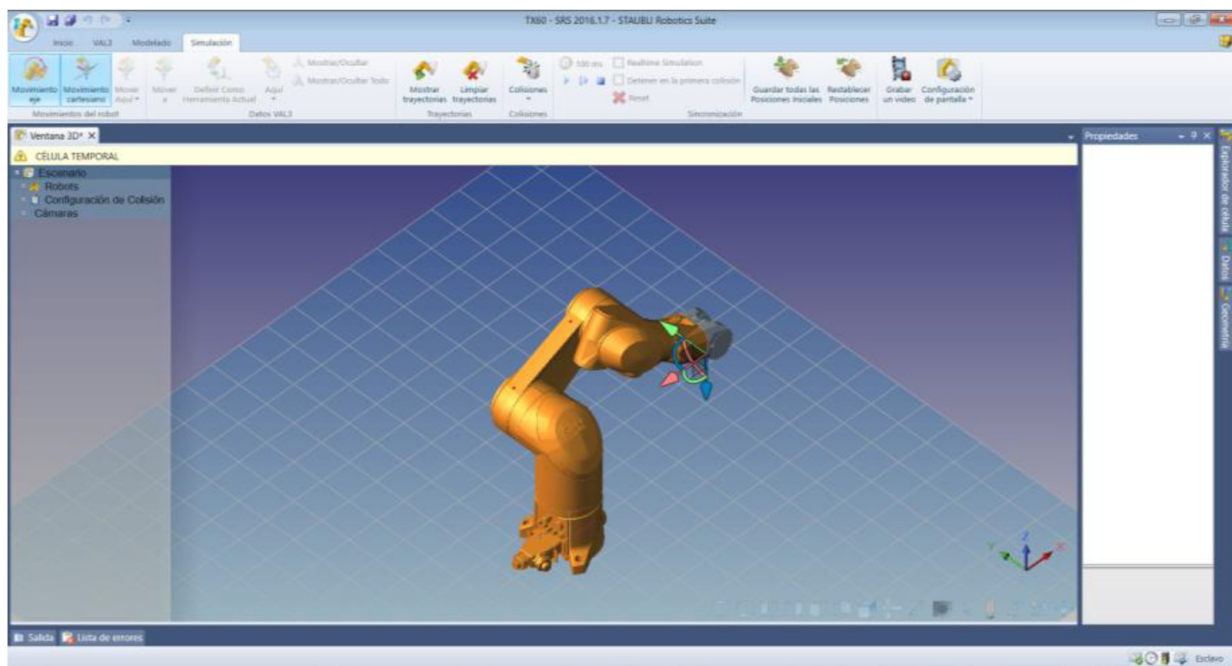 TX60 - SRS 2016.1.7 - STAUBLI Robotics Suite
Inicio VAL3 Modelado Simulación
Movimiento eje
Movimiento cartesiano
Mover Aquí
Movimientos del robot
Mover a
Definir Como Herramienta Actual
Aquí
Mostrar/Ocultar
Mostrar/Ocultar Todo
Datos VAL3
Mostrar trayectorias
Limpiar trayectorias
Trayectorias
Colisiones
Colisiones
100 ms
Realtime Simulation
Detener en la primera colisión
Reset
Guardar todas las Posiciones iniciales
Restablecer Posiciones
Sincronización
Grabar un video
Configuración de pantalla
Ventana 3D*
Propiedades
CÉLULA TEMPORAL
Escenario
Robots
Configuración de Colisión
Cámaras
Explorador de célula
Datos
Geometría
Z
Y
X
Salida
Lista de errores
Esclavo